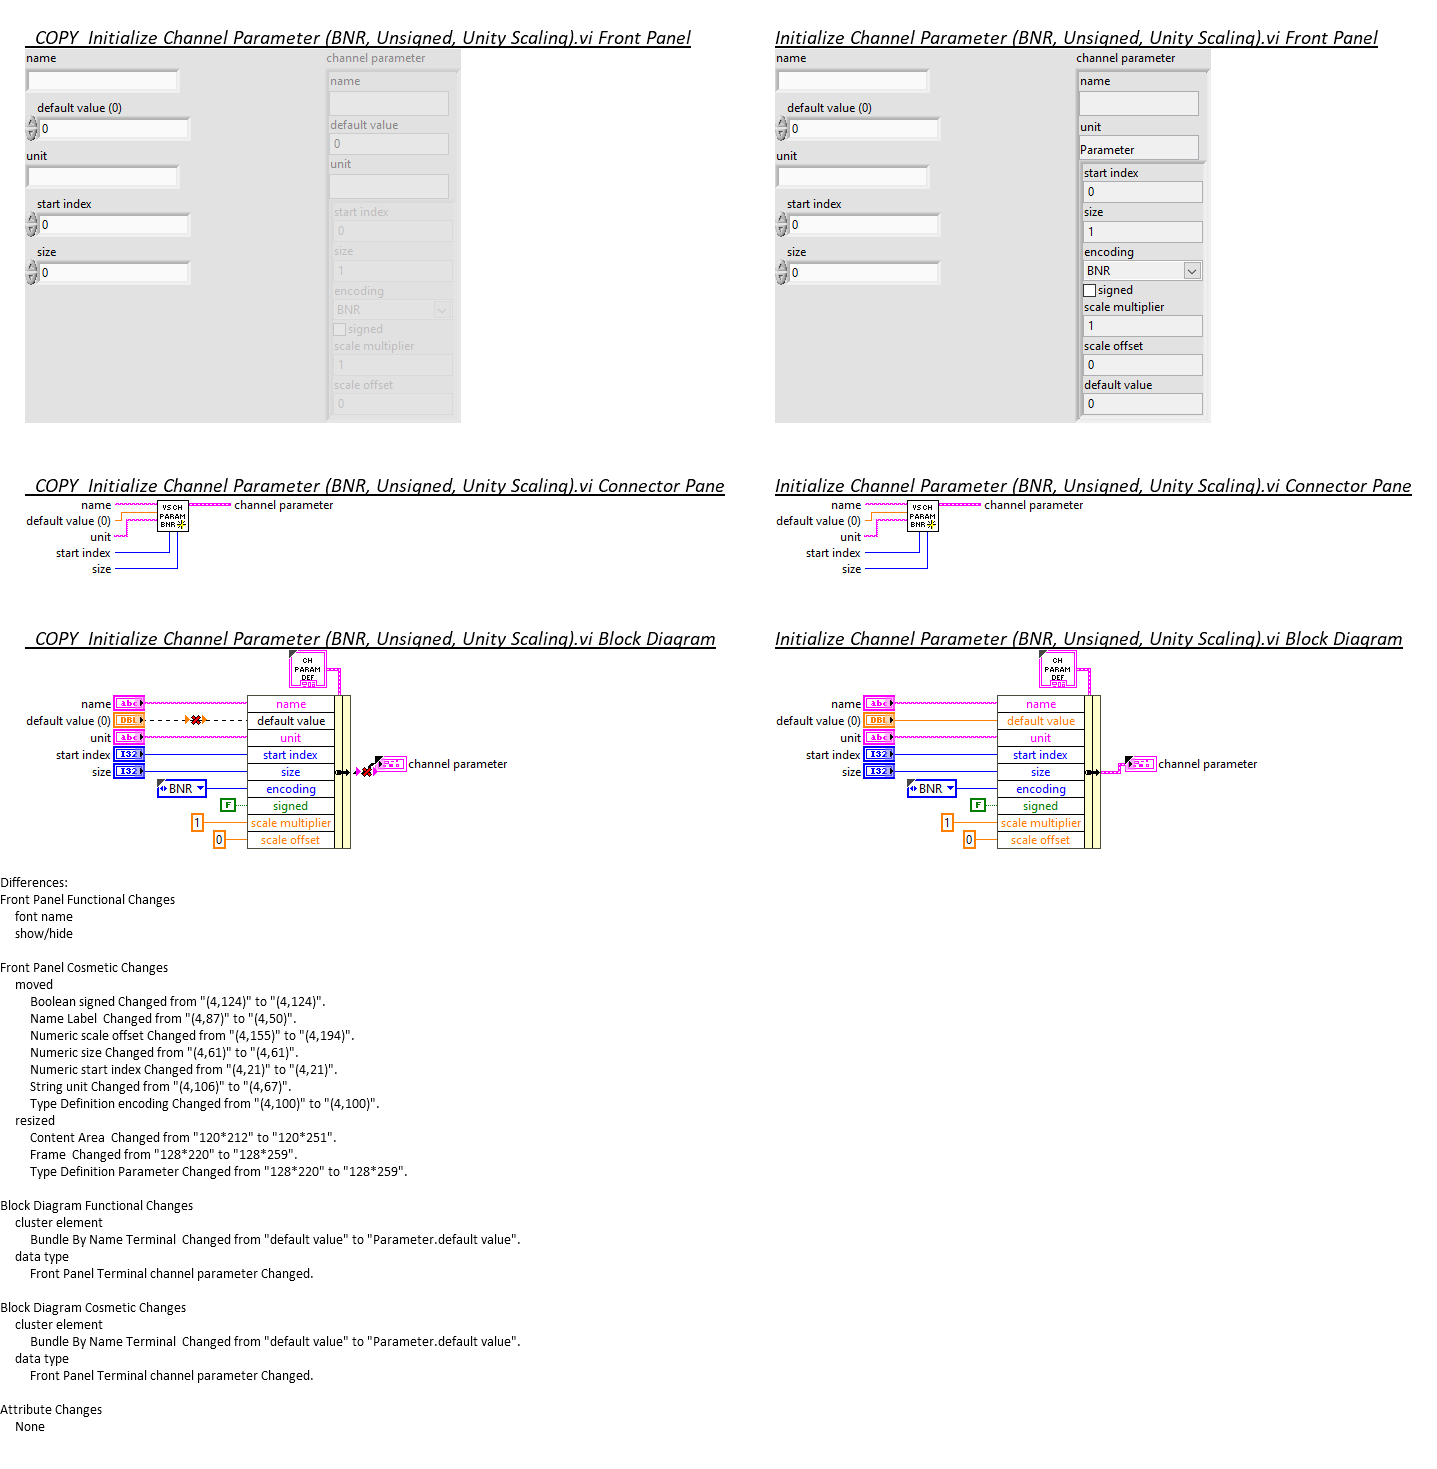 COPY  Initialize Channel Parameter (BNR, Unsigned, Unity Scaling).vi Front Panel
name
default value (0)
0
unit
start index
0
size
0
channel parameter
name
default value
0
unit
start index
0
size
1
encoding
BNR
signed
scale multiplier
1
scale offset
0
Initialize Channel Parameter (BNR, Unsigned, Unity Scaling).vi Front Panel
name
default value (0)
0
unit
start index
0
size
0
channel parameter
name
unit
Parameter
start index
0
size
1
encoding
BNR
signed
scale multiplier
1
scale offset
0
default value
0
COPY  Initialize Channel Parameter (BNR, Unsigned, Unity Scaling).vi Connector Pane
name
default value (0)
unit
start index
size
VS CH
PARAM
BNR
channel parameter
Initialize Channel Parameter (BNR, Unsigned, Unity Scaling).vi Connector Pane
name
default value (0)
unit
start index
size
VS CH
PARAM
BNR
channel parameter
COPY  Initialize Channel Parameter (BNR, Unsigned, Unity Scaling).vi Block Diagram
CH
PARAM
DEF
name abc name
default value (0) DBL default value
unit abc unit
start index I32 start index
size I32 size
channel parameter
BNR encoding
F signed
1 scale multiplier
0 scale offset
Initialize Channel Parameter (BNR, Unsigned, Unity Scaling).vi Block Diagram
CH
PARAM
DEF
name abc name
default value (0) DBL default value
unit abc unit
start index I32 start index
size I32 size
channel parameter
BNR encoding
F signed
1 scale multiplier
0 scale offset
Differences:
Front Panel Functional Changes
font name
show/hide
Front Panel Cosmetic Changes
moved
Boolean signed Changed from "(4,124)" to "(4,124)".
Name Label  Changed from "(4,87)" to "(4,50)".
Numeric scale offset Changed from "(4,155)" to "(4,194)".
Numeric size Changed from "(4,61)" to "(4,61)".
Numeric start index Changed from "(4,21)" to "(4,21)".
String unit Changed from "(4,106)" to "(4,67)".
Type Definition encoding Changed from "(4,100)" to "(4,100)".
resized
Content Area  Changed from "120*212" to "120*251".
Frame  Changed from "128*220" to "128*259".
Type Definition Parameter Changed from "128*220" to "128*259".
Block Diagram Functional Changes
cluster element
Bundle By Name Terminal  Changed from "default value" to "Parameter.default value".
data type
Front Panel Terminal channel parameter Changed.
Block Diagram Cosmetic Changes
cluster element
Bundle By Name Terminal  Changed from "default value" to "Parameter.default value".
data type
Front Panel Terminal channel parameter Changed.
Attribute Changes
None